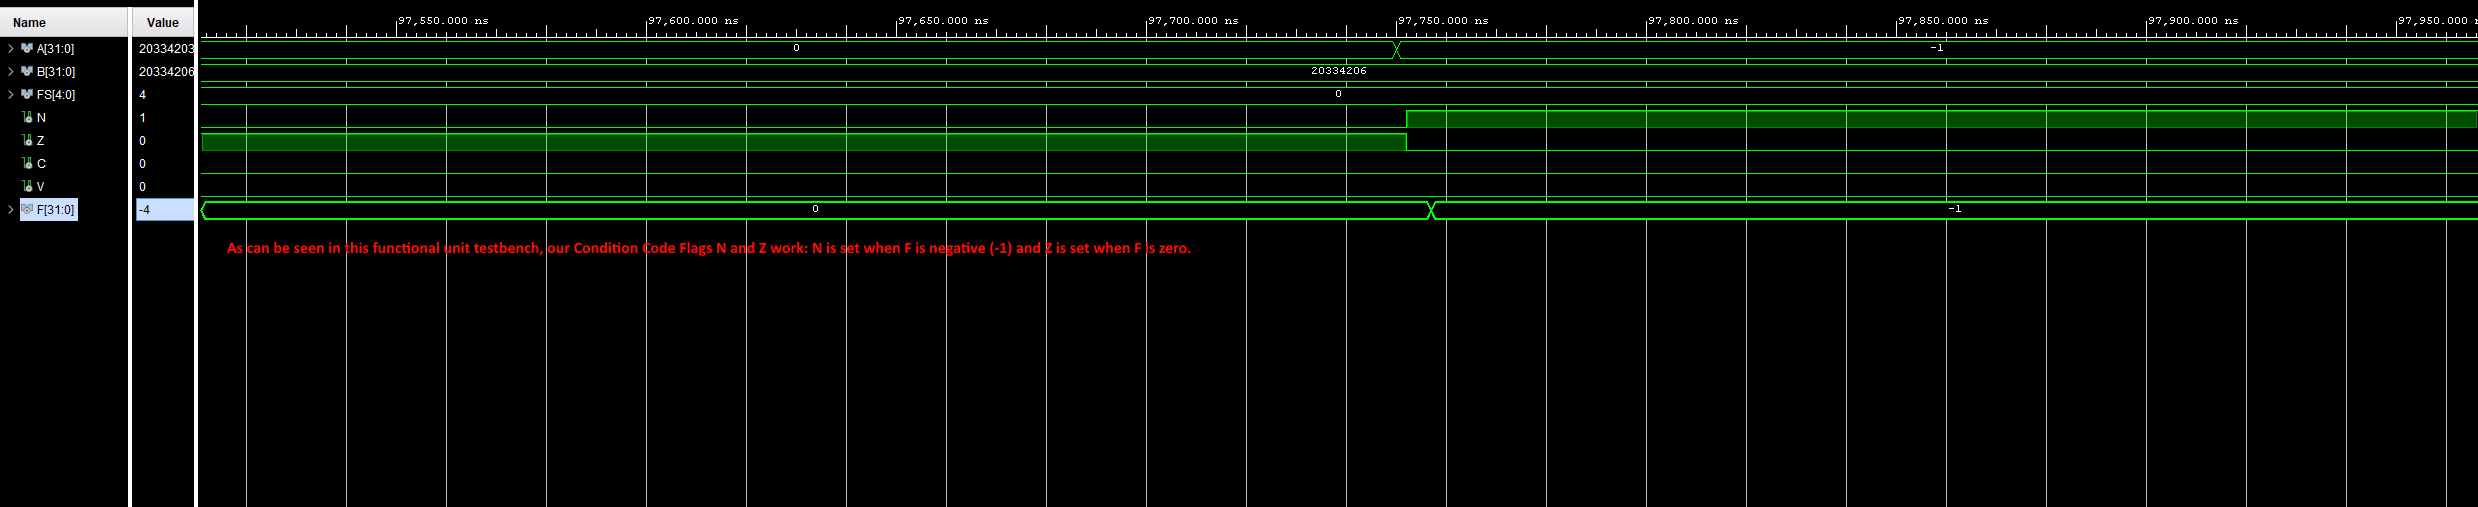 Name Value 97,550.000 ns 97,600.000 ns 97,650.000 ns 97,700.000 ns 97,750.000 ns 97,800.000 ns 97,850.000 ns 97,900.000 ns 97,950.000
A[31:0] 20334203 0 -1
B[31:0] 20334206 20334206
FS[4:0] 4 0
N 1
Z 0
C 0
V 0
F[31:0] -4 0 -1
As can be seen in this functional unit testbench, our Condition Code Flags N and Z work: N is set when F is negative (-1) and Z is set when F is zero.